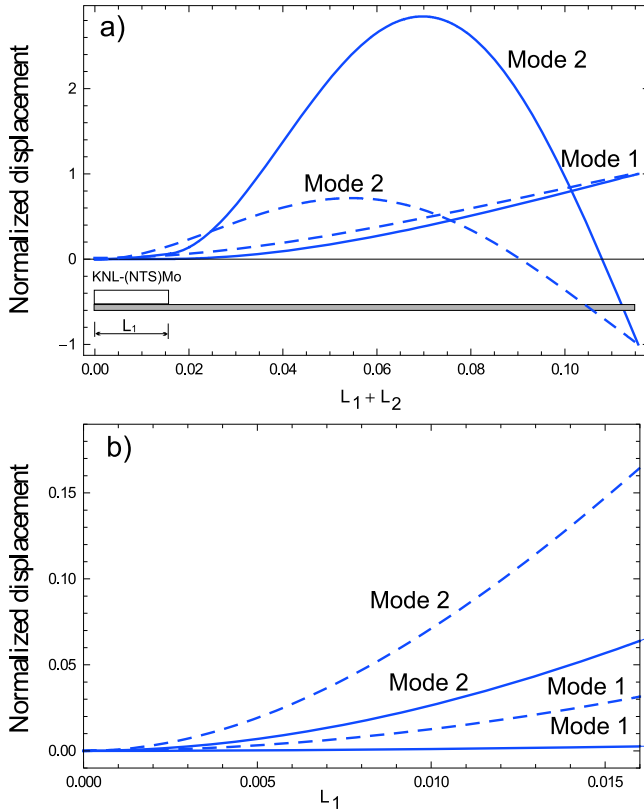 a)
Normalized displacement
2
1
0
−1
Mode 2
Mode 1
Mode 2
KNL-(NTS)Mo
L1
0.00 0.02 0.04 0.06 0.08 0.10
L1 + L2
b)
Normalized displacement
0.15
0.10
0.05
0.00
Mode 2
Mode 2
Mode 1
Mode 1
0.000 0.005 0.010 0.015
L1